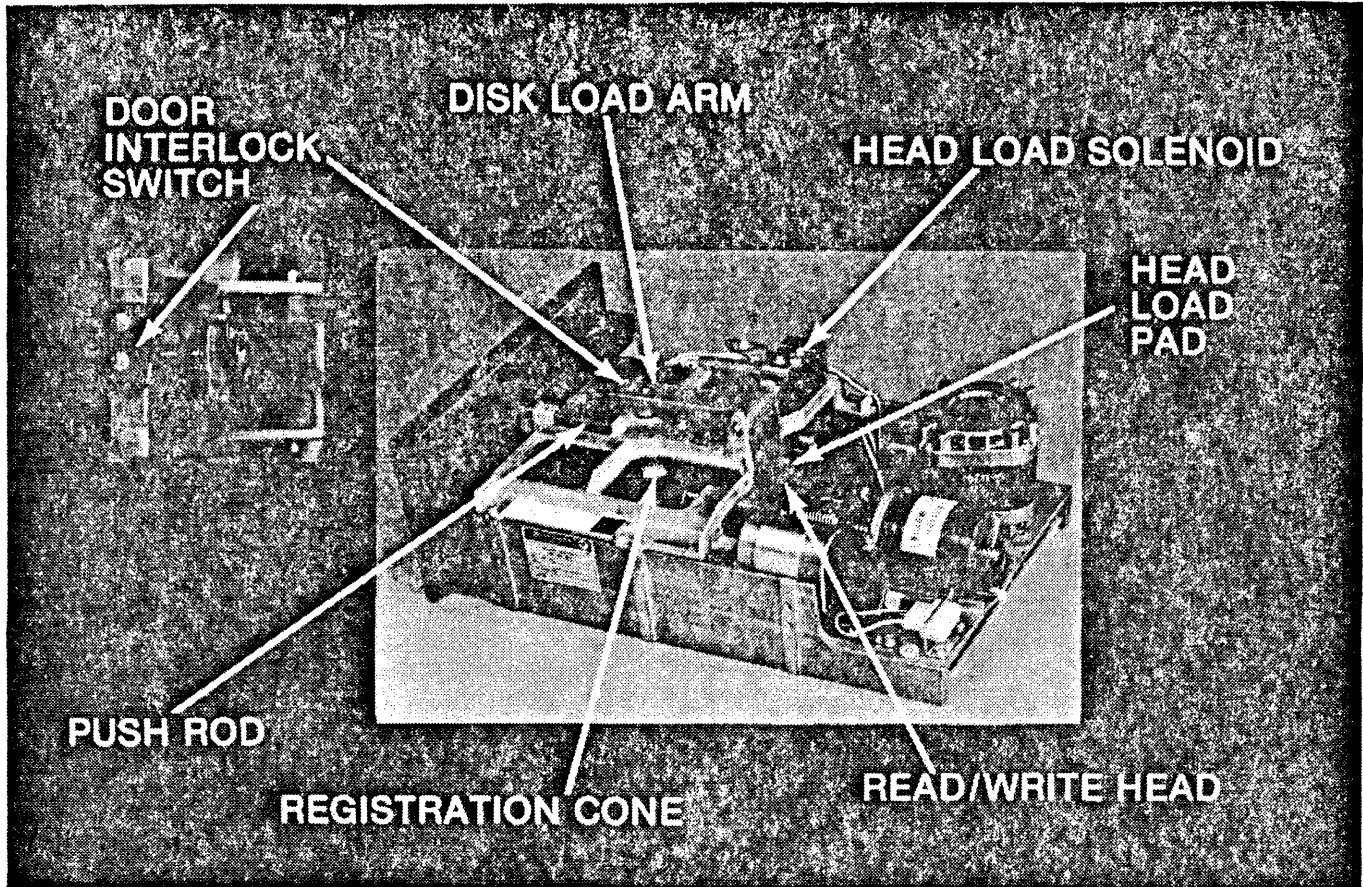 DOOR
INTERLOCK
SWITCH
DISK LOAD ARM
HEAD LOAD SOLENOID
HEAD
LOAD
PAD
PUSH ROD
REGISTRATION CONE
READ/WRITE HEAD